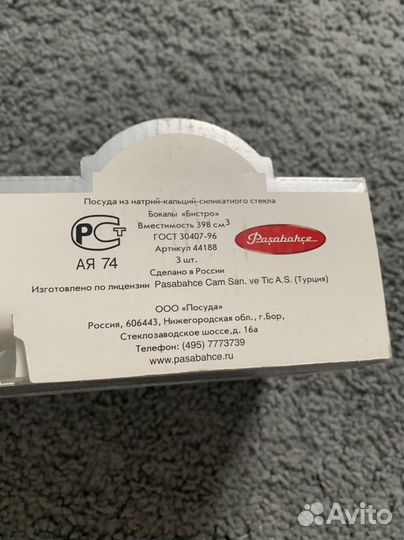 Посуда из натрий-кальций-силикатного стекла
Бокалы «Бистро»
Вместимость 398 см3
ГОСТ 30407-96
Артикул 44188
3 шт.
Сделано в России
РСТ
АЯ 74
Paşabahçe
Изготовлено по лицензии Pasabahce Cam San. ve Tic A.S. (Турция)
ООО «Посуда»
Россия, 606443, Нижегородская обл., г.Бор,
Стеклозаводское шоссе,д. 16а
Телефон: (495) 7773739
www.pasabahce.ru
Avito